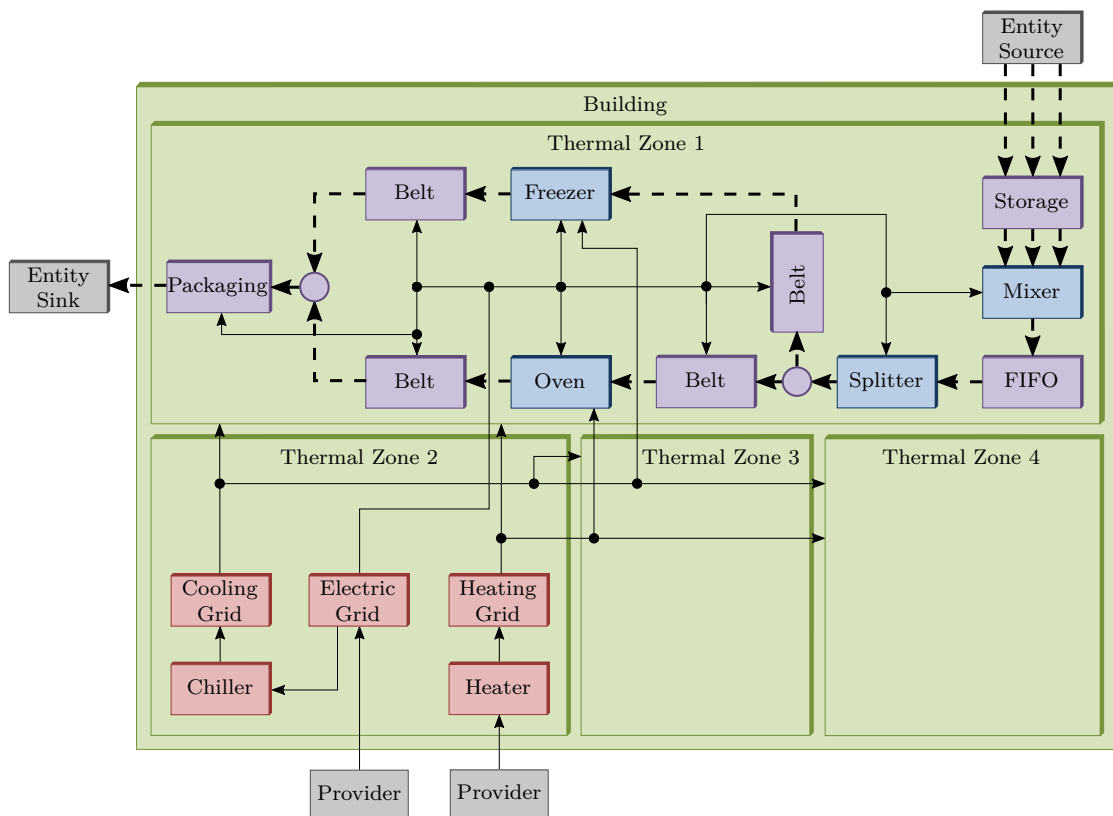 Entity
Source
Building
Thermal Zone 1
Belt
Freezer
Storage
Entity
Sink
Packaging
Belt
Mixer
Belt
Oven
Belt
Splitter
FIFO
Thermal Zone 2
Thermal Zone 3
Thermal Zone 4
Cooling
Grid
Electric
Grid
Heating
Grid
Chiller
Heater
Provider
Provider